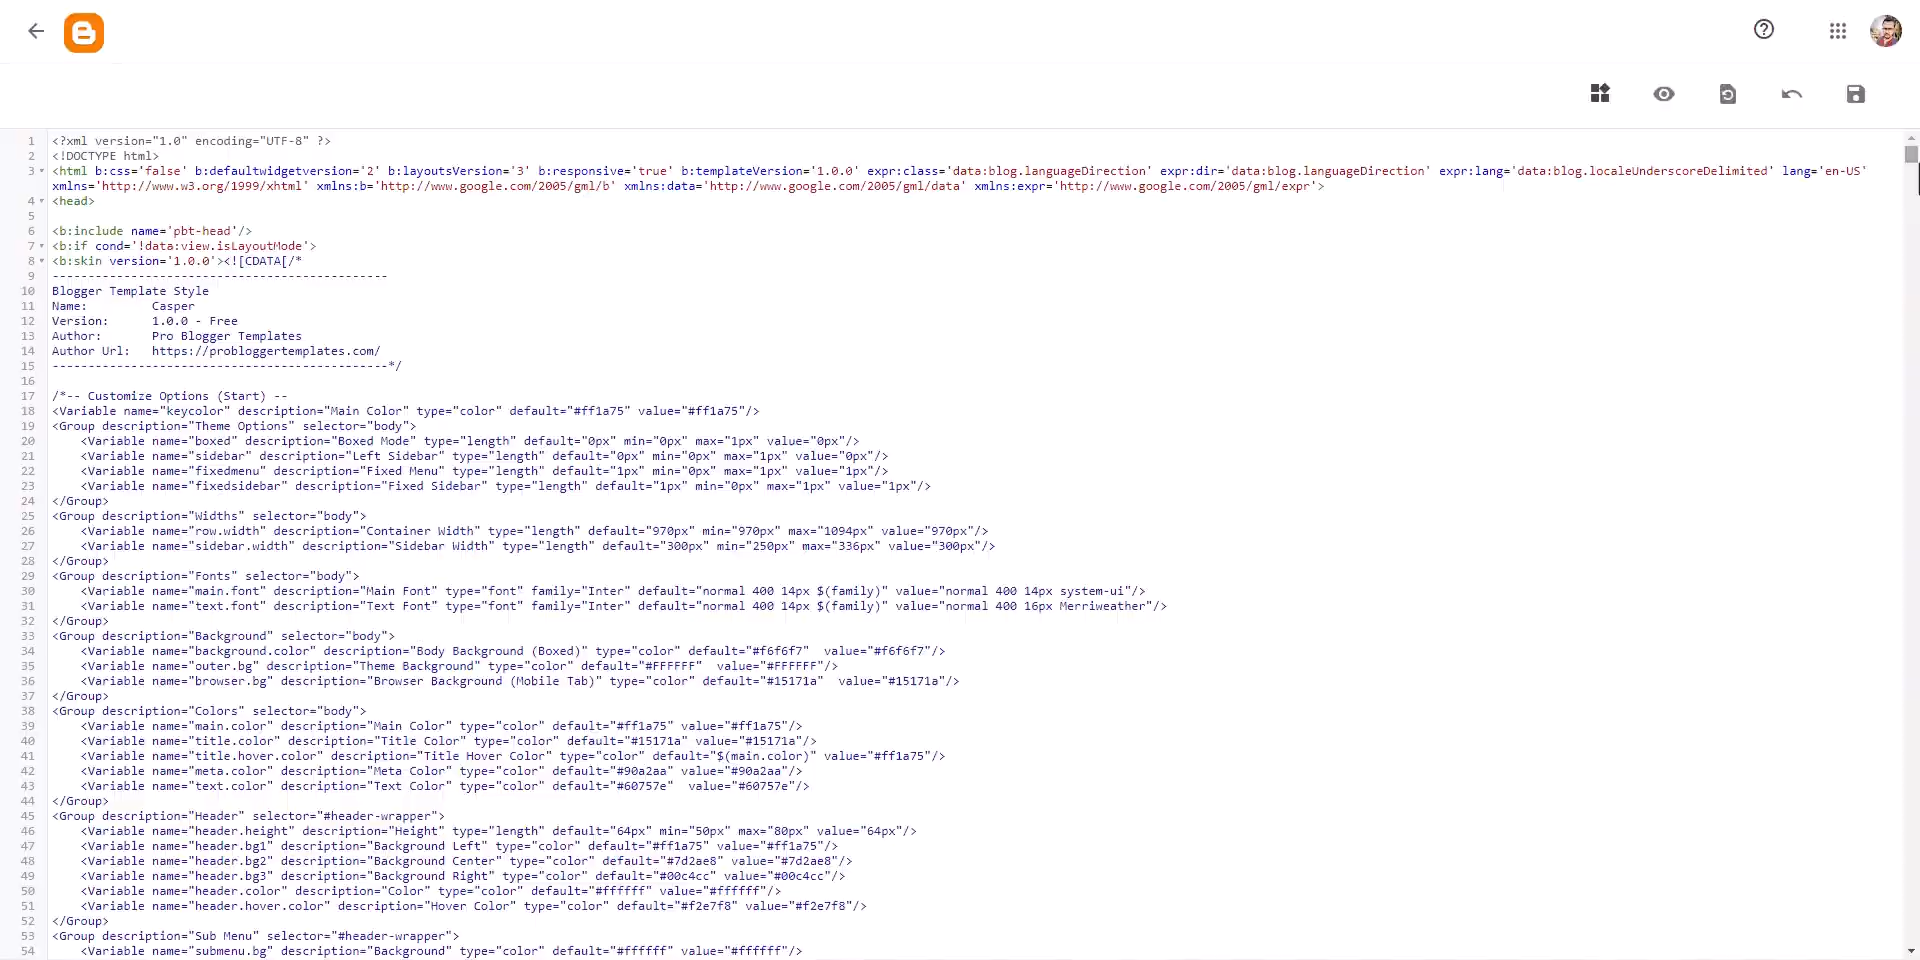 1 <?xml version="1.0" encoding="UTF-8" ?>
2 <!DOCTYPE html>
3 <html b:css='false' b:defaultwidgetversion='2' b:layoutsVersion='3' b:responsive='true' b:templateVersion='1.0.0' expr:class='data:blog.languageDirection' expr:dir='data:blog.languageDirection' expr:lang='data:blog.localeUnderscoreDelimited' lang='en-US'
xmlns='http://www.w3.org/1999/xhtml' xmlns:b='http://www.google.com/2005/gml/b' xmlns:data='http://www.google.com/2005/gml/data' xmlns:expr='http://www.google.com/2005/gml/expr'>
4 <head>
5
6 <b:include name='pbt-head'/>
7 <b:if cond='!data:view.isLayoutMode'>
8 <b:skin version='1.0.0'><![CDATA[/*
9 -----------------------------------------------
10 Blogger Template Style
11 Name: Casper
12 Version: 1.0.0 - Free
13 Author: Pro Blogger Templates
14 Author Url: https://probloggertemplates.com/
15 -----------------------------------------------*/
16
17 /*-- Customize Options (Start) --
18 <Variable name="keycolor" description="Main Color" type="color" default="#ff1a75" value="#ff1a75"/>
19 <Group description="Theme Options" selector="body">
20 <Variable name="boxed" description="Boxed Mode" type="length" default="0px" min="0px" max="1px" value="0px"/>
21 <Variable name="sidebar" description="Left Sidebar" type="length" default="0px" min="0px" max="1px" value="0px"/>
22 <Variable name="fixedmenu" description="Fixed Menu" type="length" default="1px" min="0px" max="1px" value="1px"/>
23 <Variable name="fixedsidebar" description="Fixed Sidebar" type="length" default="1px" min="0px" max="1px" value="1px"/>
24 </Group>
25 <Group description="Widths" selector="body">
26 <Variable name="row.width" description="Container Width" type="length" default="970px" min="970px" max="1094px" value="970px"/>
27 <Variable name="sidebar.width" description="Sidebar Width" type="length" default="300px" min="250px" max="336px" value="300px"/>
28 </Group>
29 <Group description="Fonts" selector="body">
30 <Variable name="main.font" description="Main Font" type="font" family="Inter" default="normal 400 14px $(family)" value="normal 400 14px system-ui"/>
31 <Variable name="text.font" description="Text Font" type="font" family="Inter" default="normal 400 14px $(family)" value="normal 400 16px Merriweather"/>
32 </Group>
33 <Group description="Background" selector="body">
34 <Variable name="background.color" description="Body Background (Boxed)" type="color" default="#f6f6f7" value="#f6f6f7"/>
35 <Variable name="outer.bg" description="Theme Background" type="color" default="#FFFFFF" value="#FFFFFF"/>
36 <Variable name="browser.bg" description="Browser Background (Mobile Tab)" type="color" default="#15171a" value="#15171a"/>
37 </Group>
38 <Group description="Colors" selector="body">
39 <Variable name="main.color" description="Main Color" type="color" default="#ff1a75" value="#ff1a75"/>
40 <Variable name="title.color" description="Title Color" type="color" default="#15171a" value="#15171a"/>
41 <Variable name="title.hover.color" description="Title Hover Color" type="color" default="$(main.color)" value="#ff1a75"/>
42 <Variable name="meta.color" description="Meta Color" type="color" default="#90a2aa" value="#90a2aa"/>
43 <Variable name="text.color" description="Text Color" type="color" default="#60757e" value="#60757e"/>
44 </Group>
45 <Group description="Header" selector="#header-wrapper">
46 <Variable name="header.height" description="Height" type="length" default="64px" min="50px" max="80px" value="64px"/>
47 <Variable name="header.bg1" description="Background Left" type="color" default="#ff1a75" value="#ff1a75"/>
48 <Variable name="header.bg2" description="Background Center" type="color" default="#7d2ae8" value="#7d2ae8"/>
49 <Variable name="header.bg3" description="Background Right" type="color" default="#00c4cc" value="#00c4cc"/>
50 <Variable name="header.color" description="Color" type="color" default="#ffffff" value="#ffffff"/>
51 <Variable name="header.hover.color" description="Hover Color" type="color" default="#f2e7f8" value="#f2e7f8"/>
52 </Group>
53 <Group description="Sub Menu" selector="#header-wrapper">
54 <Variable name="submenu.bg" description="Background" type="color" default="#ffffff" value="#ffffff"/>